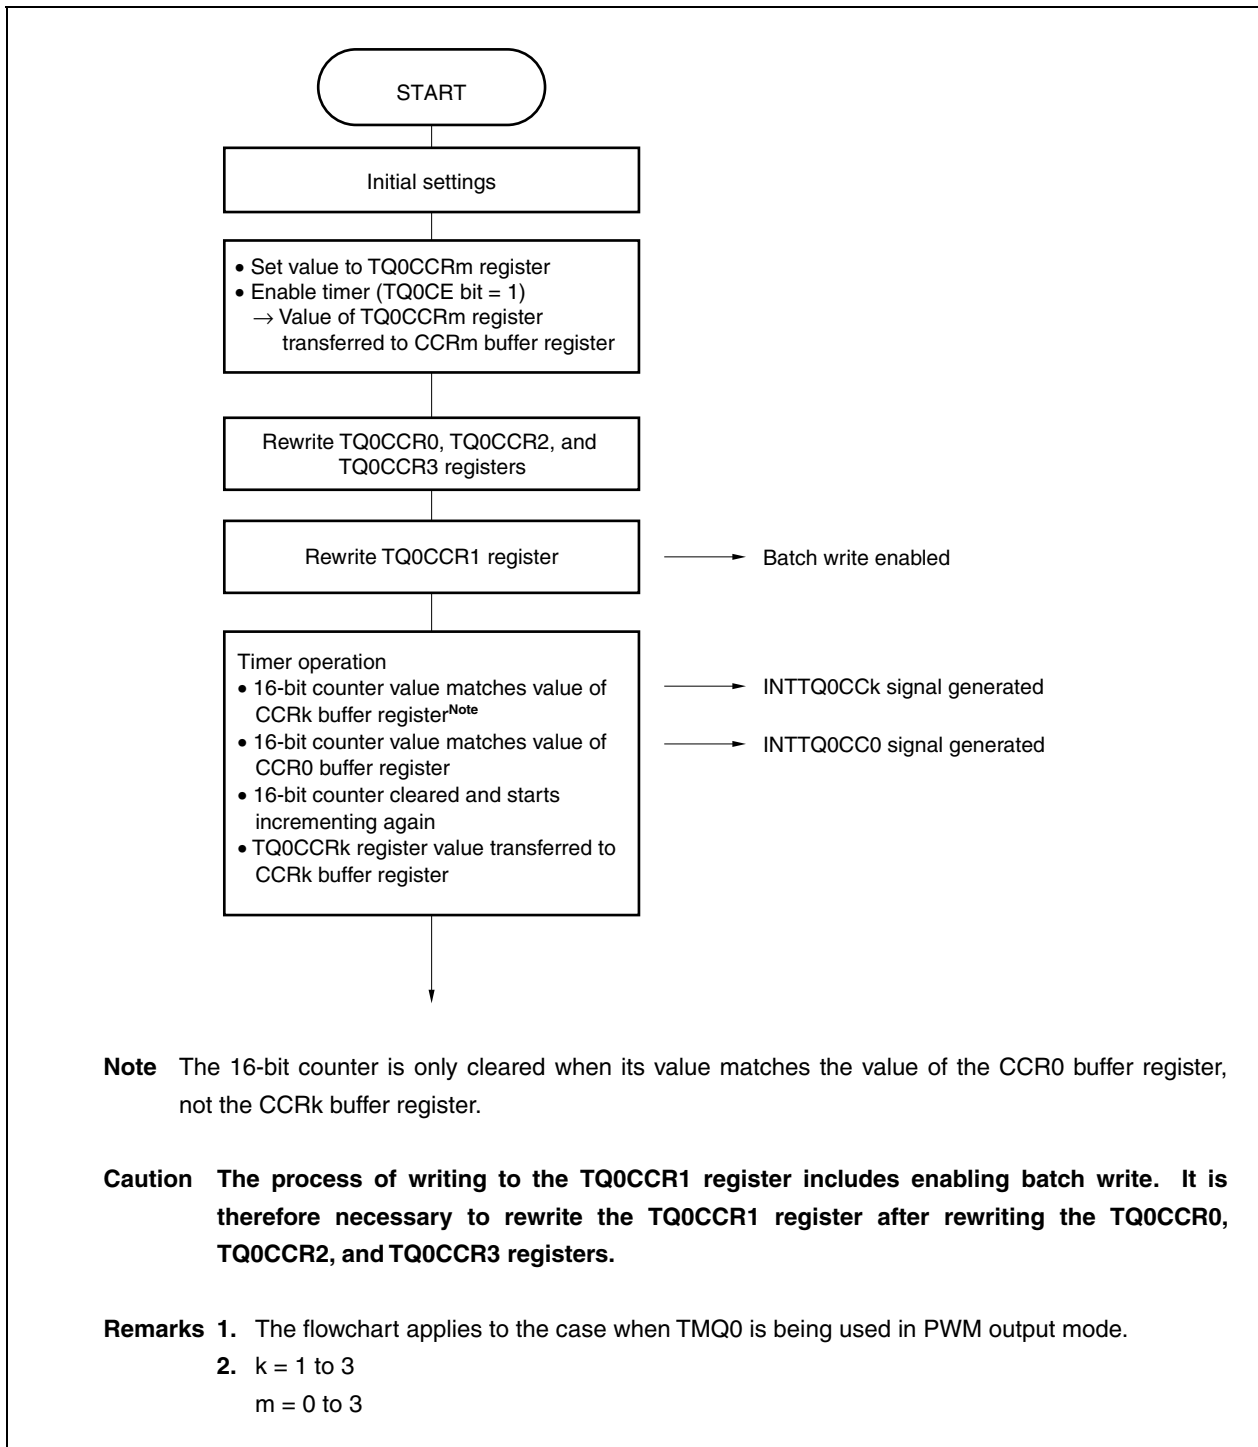 START
Initial settings
• Set value to TQ0CCRm register
• Enable timer (TQ0CE bit = 1)
→ Value of TQ0CCRm register
transferred to CCRm buffer register
Rewrite TQ0CCR0, TQ0CCR2, and
TQ0CCR3 registers
Rewrite TQ0CCR1 register
Batch write enabled
Timer operation
• 16-bit counter value matches value of
CCRk buffer registerNote
INTTQ0CCk signal generated
• 16-bit counter value matches value of
CCR0 buffer register
INTTQ0CC0 signal generated
• 16-bit counter cleared and starts
incrementing again
• TQ0CCRk register value transferred to
CCRk buffer register
Note The 16-bit counter is only cleared when its value matches the value of the CCR0 buffer register,
not the CCRk buffer register.
Caution The process of writing to the TQ0CCR1 register includes enabling batch write. It is
therefore necessary to rewrite the TQ0CCR1 register after rewriting the TQ0CCR0,
TQ0CCR2, and TQ0CCR3 registers.
Remarks 1. The flowchart applies to the case when TMQ0 is being used in PWM output mode.
2. k = 1 to 3
m = 0 to 3